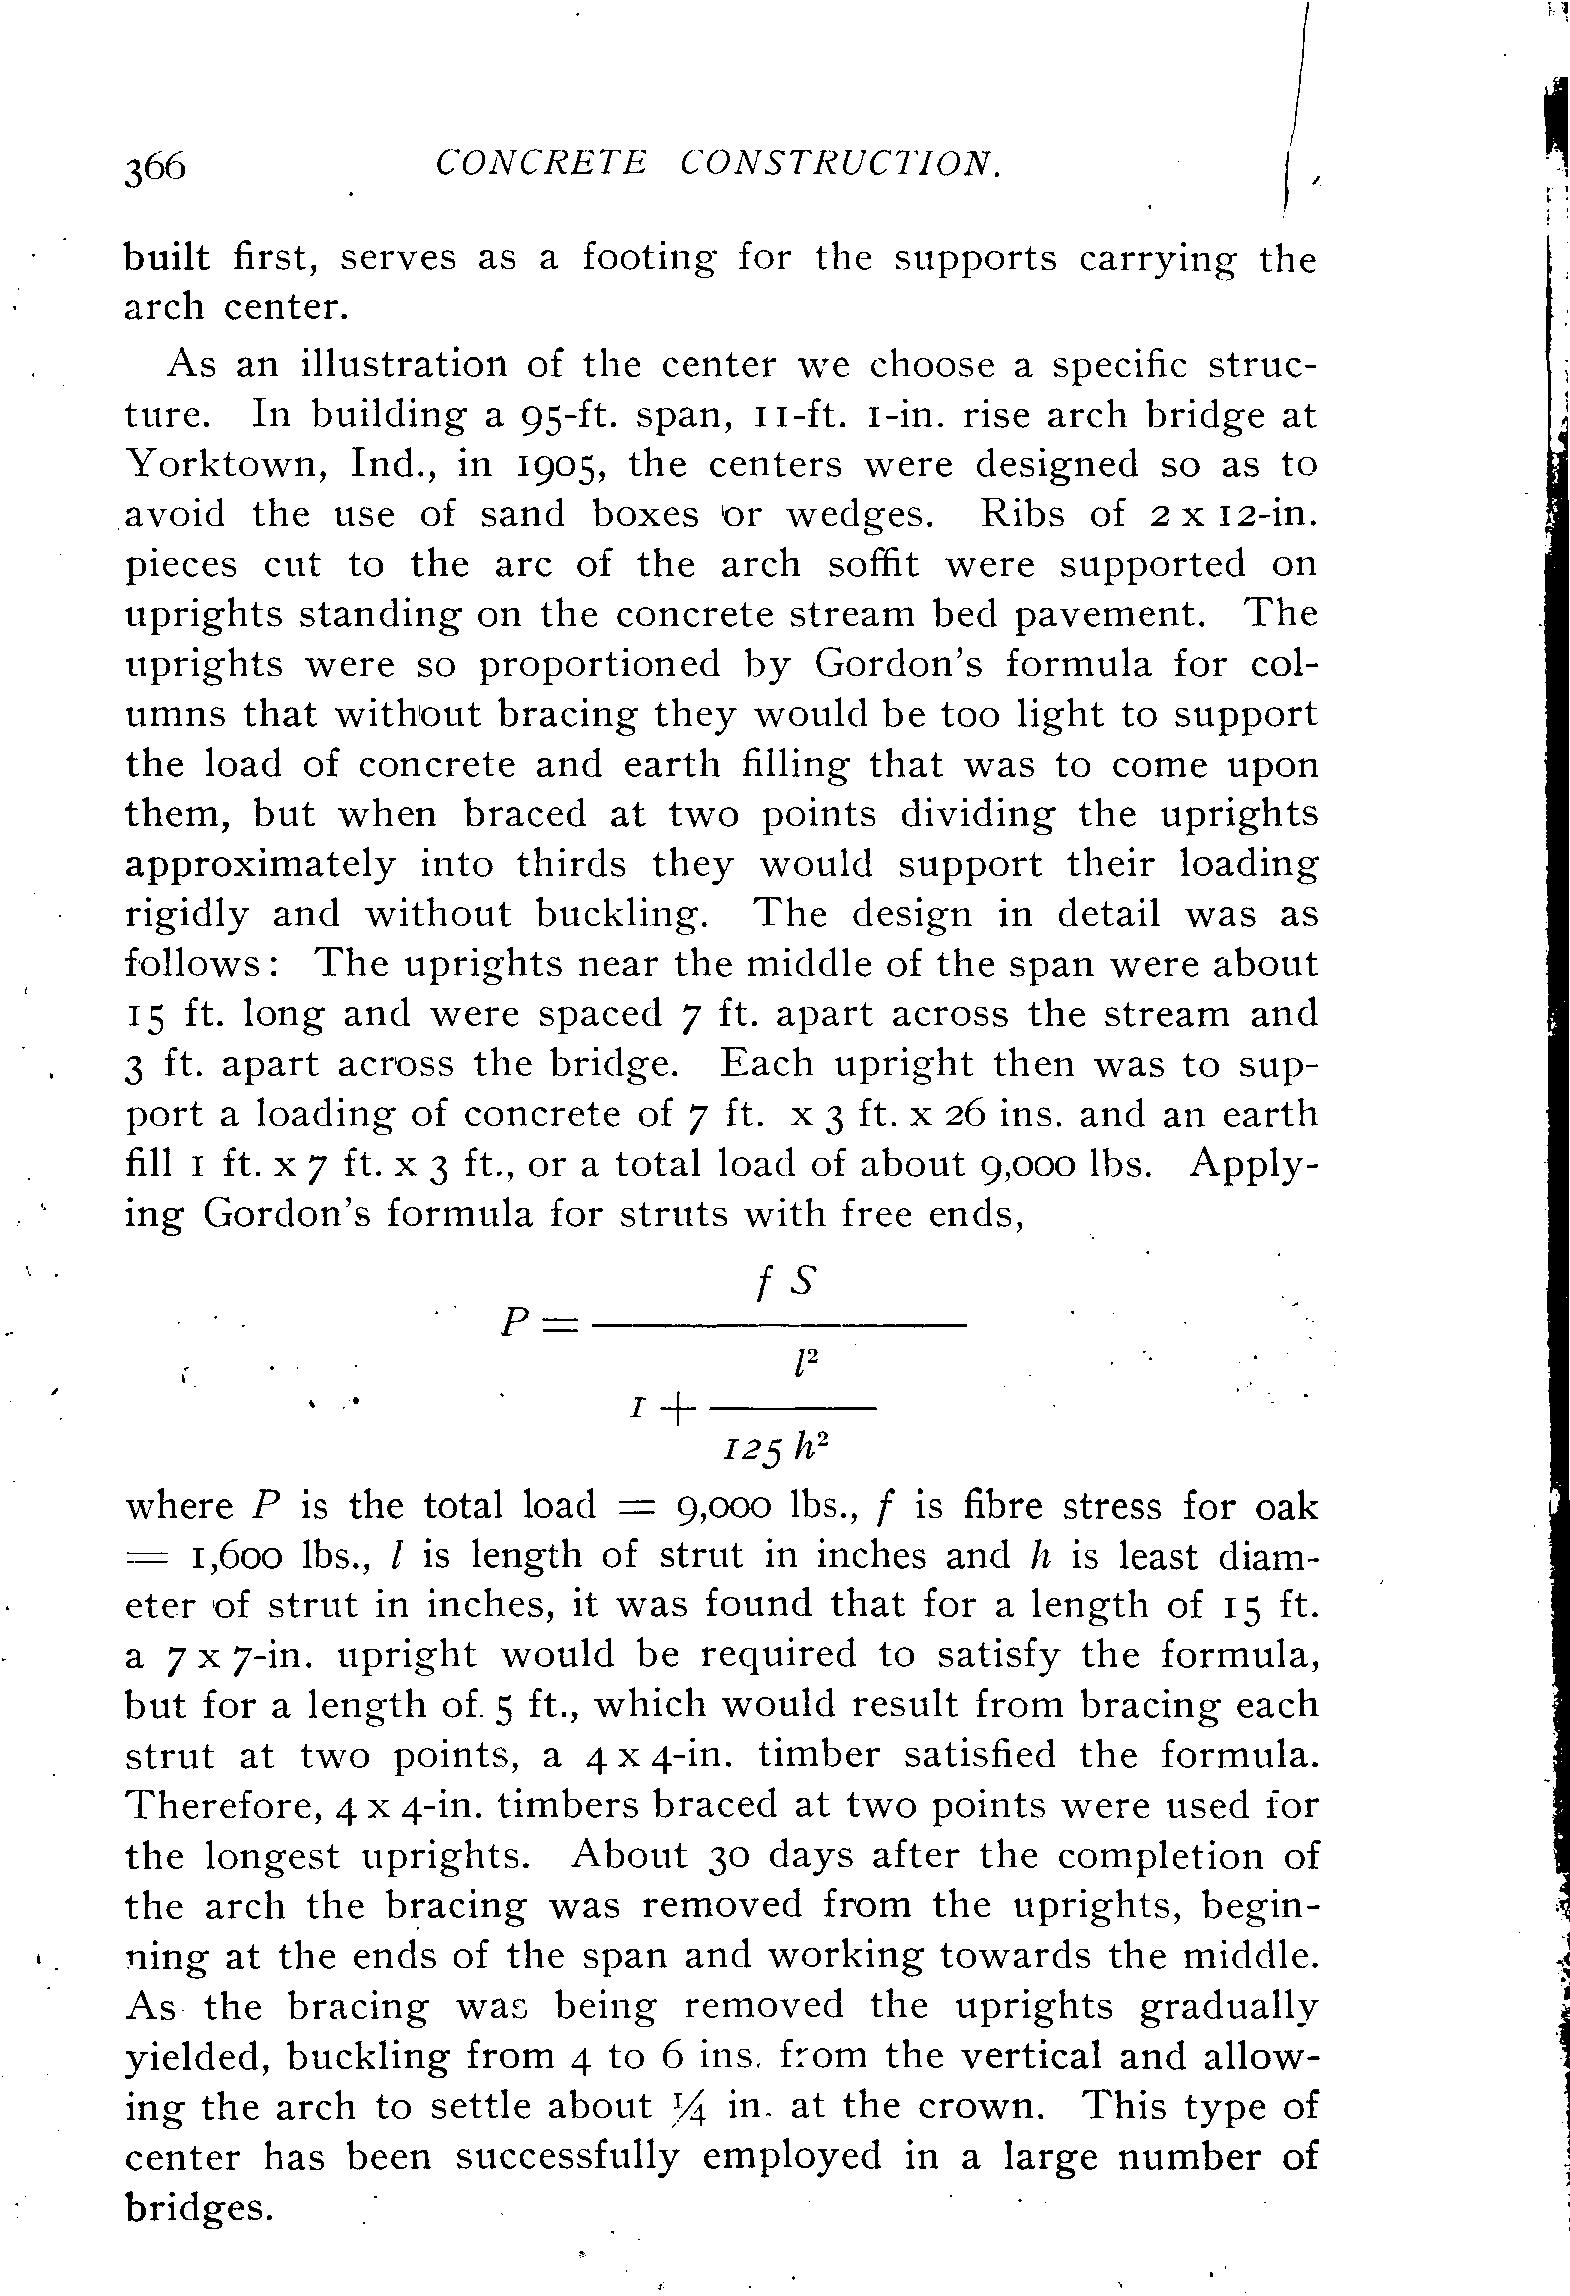 366 CONCRETE CONSTRUCTION.
built first, serves as a footing for the supports carrying the
arch center.
As an illustration of the center we choose a specific struc-
ture. In building a 95-ft. span, 11-ft. 1-in. rise arch bridge at
Yorktown, Ind., in 1905, the centers were designed so as to
avoid the use of sand boxes or wedges. Ribs of 2 x 12-in.
pieces cut to the arc of the arch soffit were supported on
uprights standing on the concrete stream bed pavement. The
uprights were so proportioned by Gordon's formula for col-
umns that without bracing they would be too light to support
the load of concrete and earth filling that was to come upon
them, but when braced at two points dividing the uprights
approximately into thirds they would support their loading
rigidly and without buckling. The design in detail was as
follows: The uprights near the middle of the span were about
15 ft. long and were spaced 7 ft. apart across the stream and
3 ft. apart across the bridge. Each upright then was to sup-
port a loading of concrete of 7 ft. x 3 ft. x 26 ins. and an earth
fill 1 ft. x 7 ft. x 3 ft., or a total load of about 9,000 lbs. Apply-
ing Gordon's formula for struts with free ends,
f S
P =
l²
1 +
125 h²
where P is the total load = 9,000 lbs., f is fibre stress for oak
= 1,600 lbs., l is length of strut in inches and h is least diam-
eter of strut in inches, it was found that for a length of 15 ft.
a 7 x 7-in. upright would be required to satisfy the formula,
but for a length of 5 ft., which would result from bracing each
strut at two points, a 4 x 4-in. timber satisfied the formula.
Therefore, 4 x 4-in. timbers braced at two points were used for
the longest uprights. About 30 days after the completion of
the arch the bracing was removed from the uprights, begin-
ning at the ends of the span and working towards the middle.
As the bracing was being removed the uprights gradually
yielded, buckling from 4 to 6 ins. from the vertical and allow-
ing the arch to settle about ¼ in. at the crown. This type of
center has been successfully employed in a large number of
bridges.